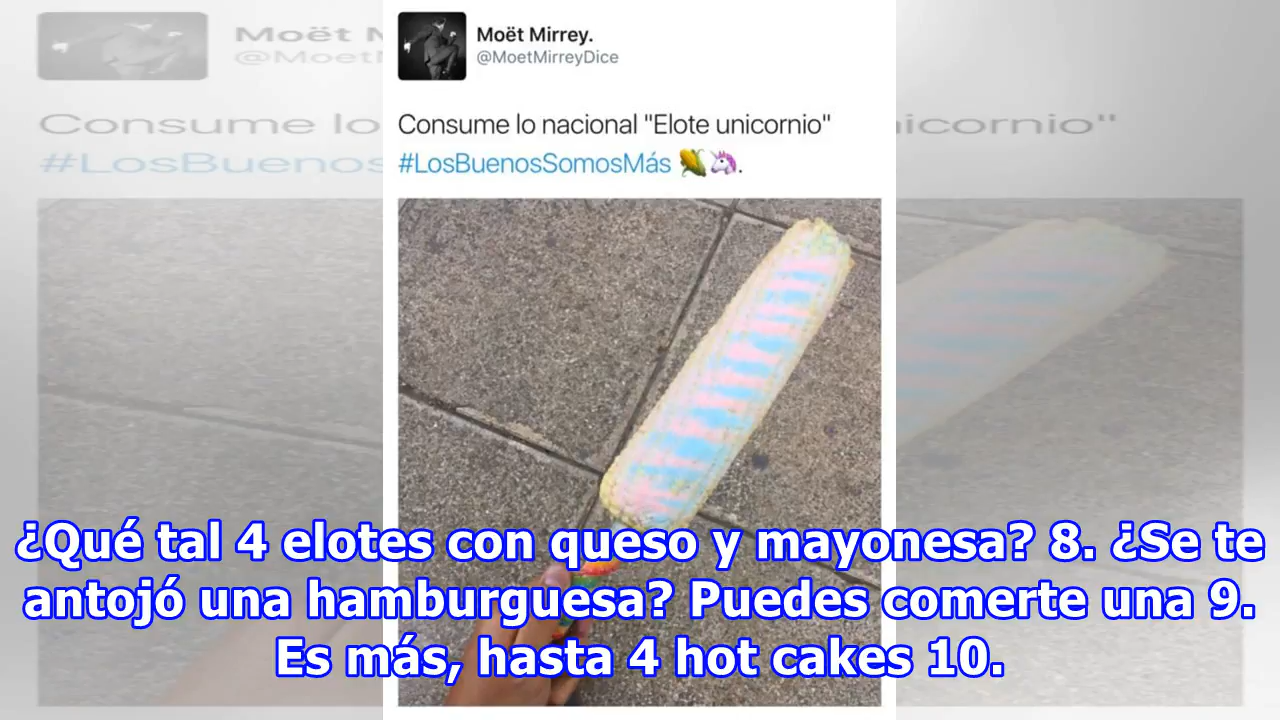 Moët Mirrey.
@MoetMirreyDice
Consume lo nacional "Elote unicornio"
#LosBuenosSomosMás 🌽🦄.
¿Qué tal 4 elotes con queso y mayonesa? 8. ¿Se te
antojó una hamburguesa? Puedes comerte una 9.
Es más, hasta 4 hot cakes 10.